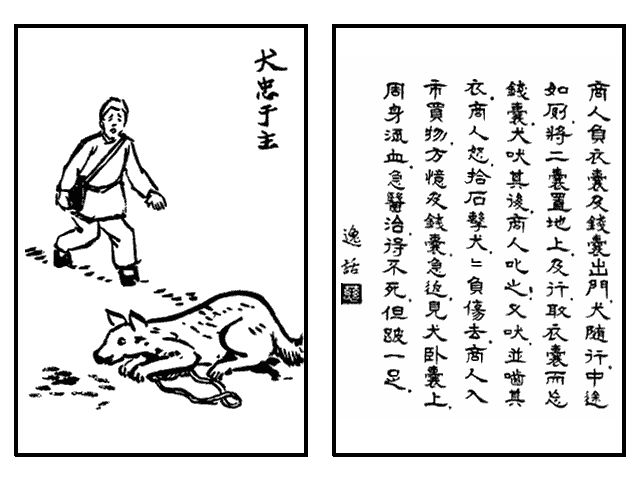 犬忠于主
商人負衣囊及錢囊出門、犬隨行、中途
如厠、將二囊置地上、及行、取衣囊而忘
錢囊、犬吠其後、商人叱之、又吠、並嚙其
衣、商人怒、拾石擊犬、々負傷去、商人入
市買物、方憶及錢囊、急返、見犬卧囊上、
周身流血、急醫治、得不死、但跛一足、
逸話